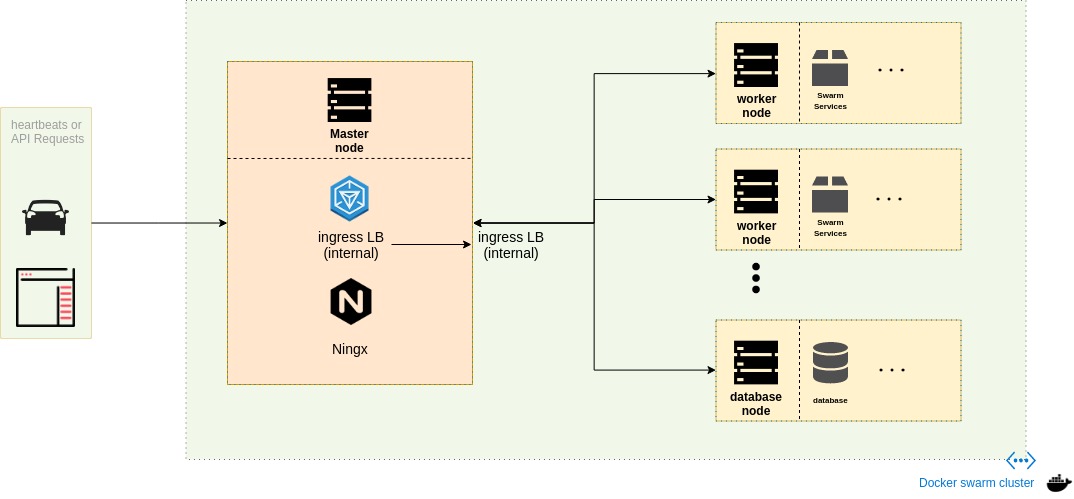 heartbeats or
API Requests
Master
node
ingress LB
(internal)
Ningx
ingress LB
(internal)
worker
node
Swarm
Services
. . .
worker
node
Swarm
Services
. . .
database
node
database
. . .
Docker swarm cluster